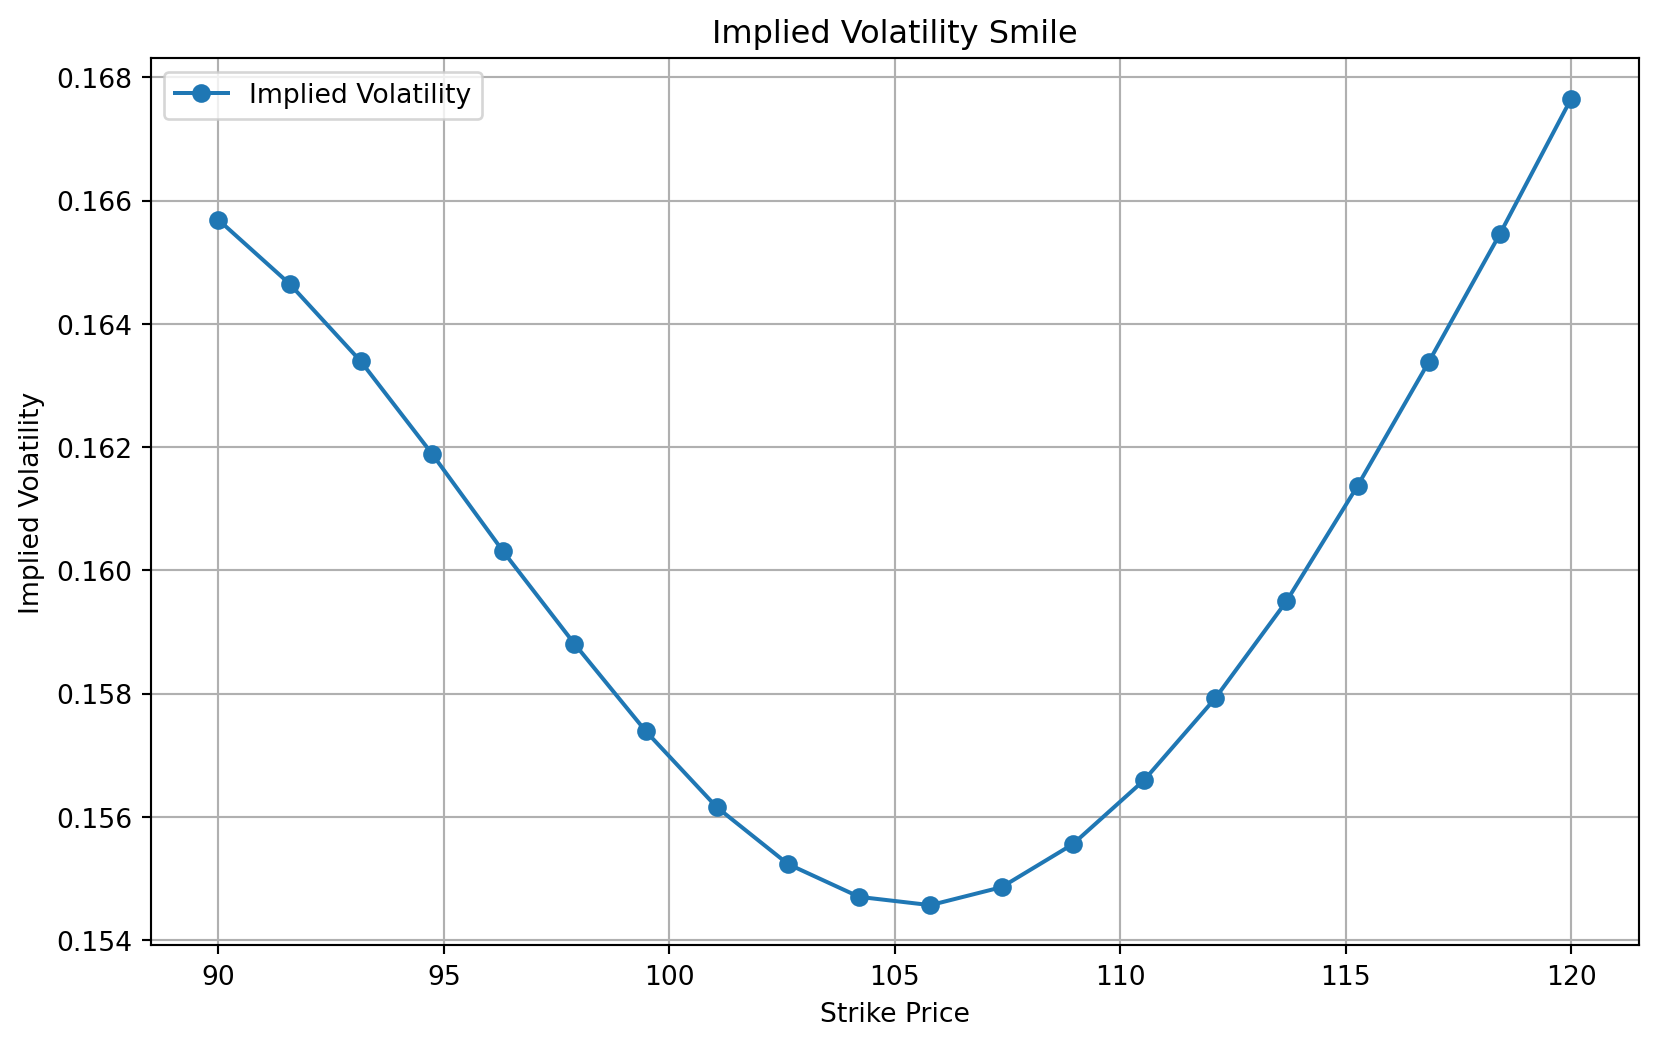 Implied Volatility Smile
Implied Volatility
0.168
0.166
0.164
0.162
0.160
0.158
0.156
0.154
Implied Volatility
90 95 100 105 110 115 120
Strike Price